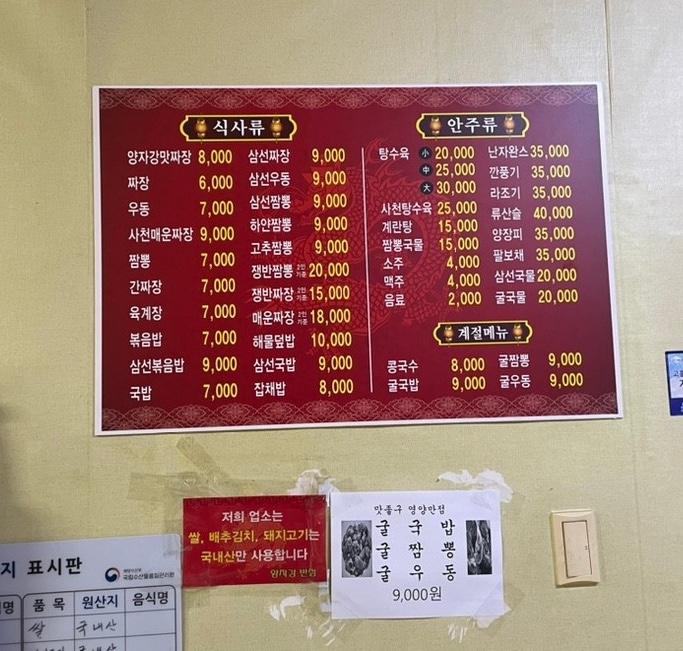 식사류
양자강맛짜장 8,000
짜장 6,000
우동 7,000
사천매운짜장 9,000
짬뽕 7,000
간짜장 7,000
육계장 7,000
볶음밥 7,000
삼선볶음밥 9,000
국밥 7,000
삼선짜장 9,000
삼선우동 9,000
삼선짬뽕 9,000
하얀짬뽕 9,000
고추짬뽕 9,000
쟁반짬뽕 2인기준 20,000
쟁반짜장 2인기준 15,000
매운짜장 2인기준 18,000
해물덮밥 10,000
삼선국밥 9,000
잡채밥 8,000
안주류
탕수육 小 20,000
中 25,000
大 30,000
사천탕수육 25,000
계란탕 15,000
짬뽕국물 15,000
소주 4,000
맥주 4,000
음료 2,000
난자완스 35,000
깐풍기 35,000
라조기 35,000
류산슬 40,000
양장피 35,000
팔보채 35,000
삼선국물 20,000
굴국물 20,000
계절메뉴
콩국수 8,000
굴국밥 9,000
굴짬뽕 9,000
굴우동 9,000
저희 업소는
쌀, 배추김치, 돼지고기는
국내산만 사용합니다
양자강 반점
맛좋구 영양만점
굴 국 밥
굴 짬 뽕
굴 우 동
9,000원
지 표시판
국립수산물품질관리원
명 품 목 원산지 음식명
쌀 국내산